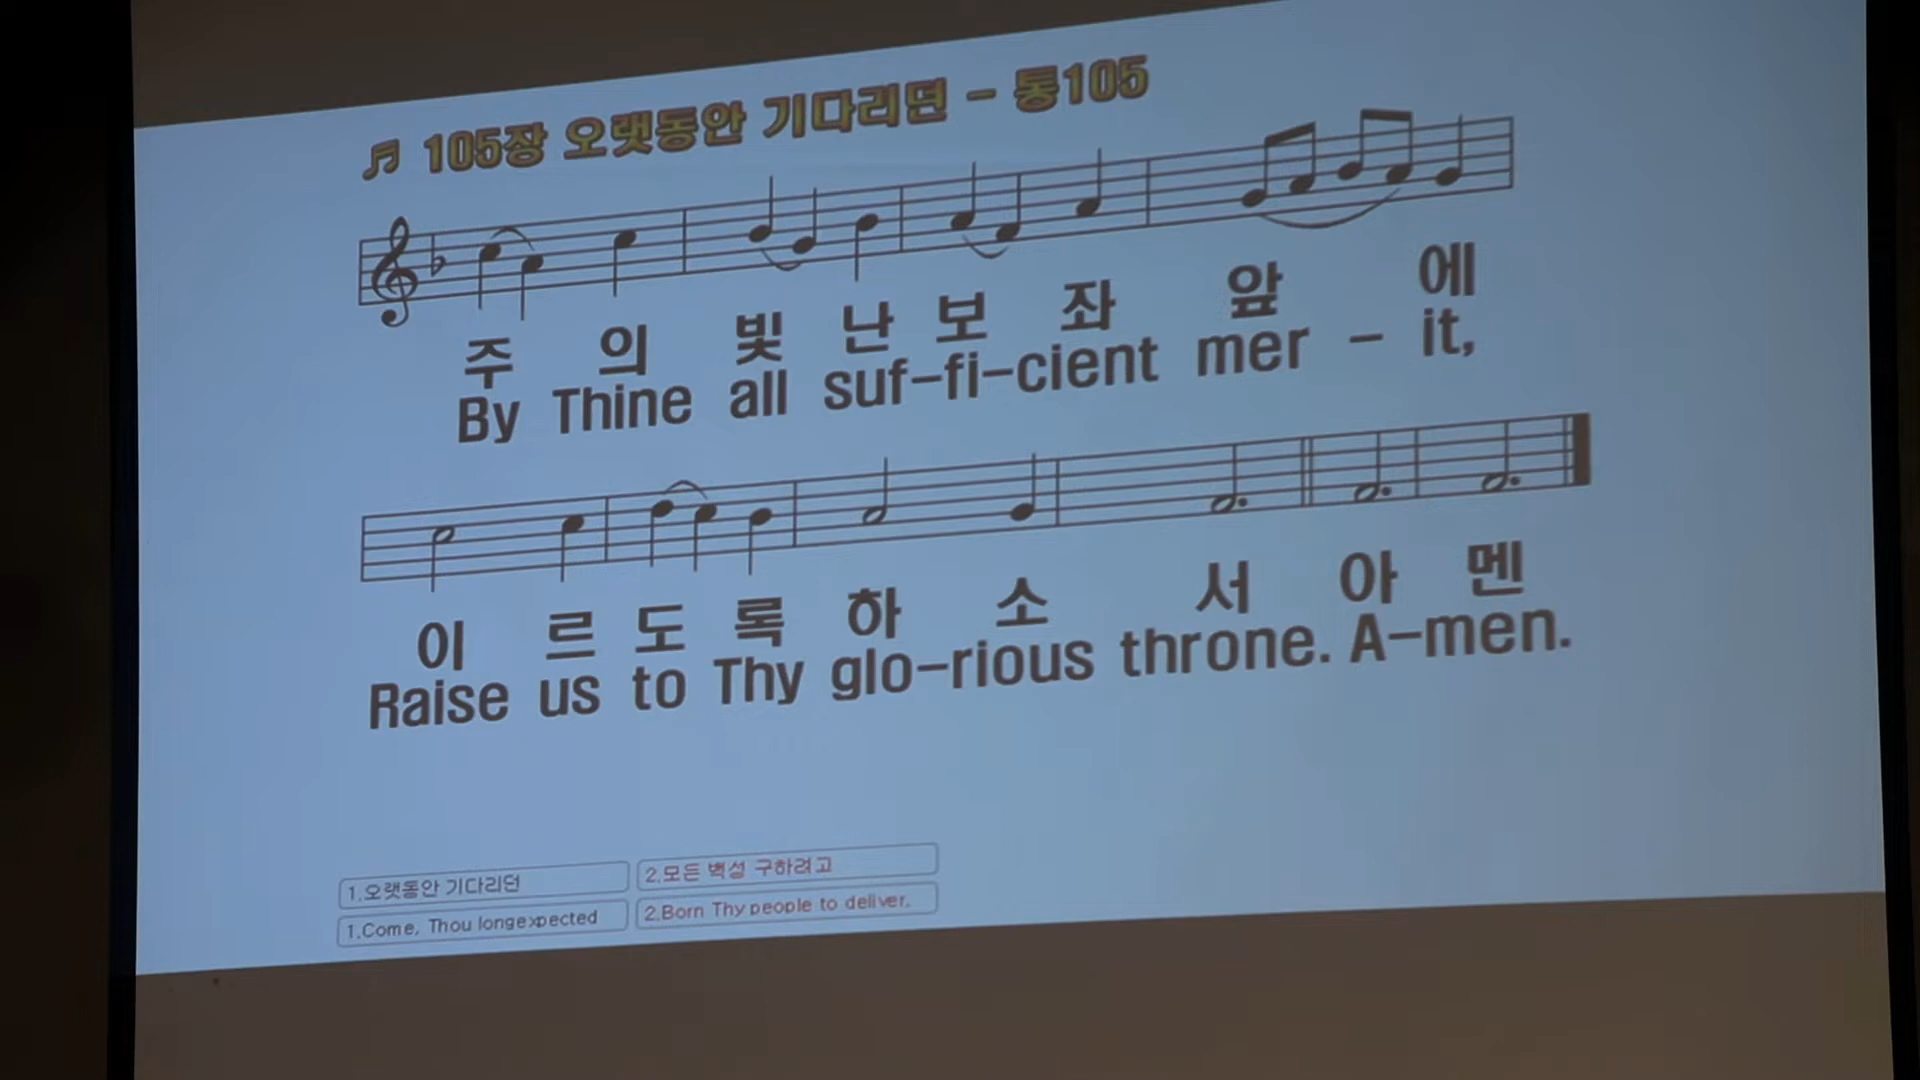 ♬ 105장 오랫동안 기다리던 - 통105
주 의 빛 난 보 좌 앞 에
By Thine all suf-fi-cient mer - it,
이 르 도 록 하 소 서 아 멘
Raise us to Thy glo-rious throne. A-men.
1.오랫동안 기다리던
2.모든 백성 구하려고
1.Come, Thou longexpected
2.Born Thy people to deliver,